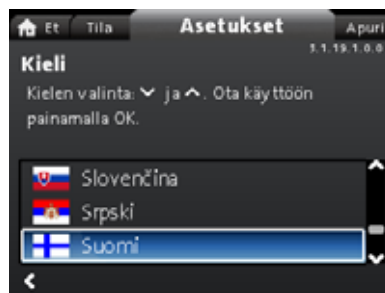 Et Tila Asetukset Apuri
3.1.19.1.0.0
Kieli
Kielen valinta: ja . Ota käyttöön
painamalla OK.
Slovenčina
Srpski
Suomi